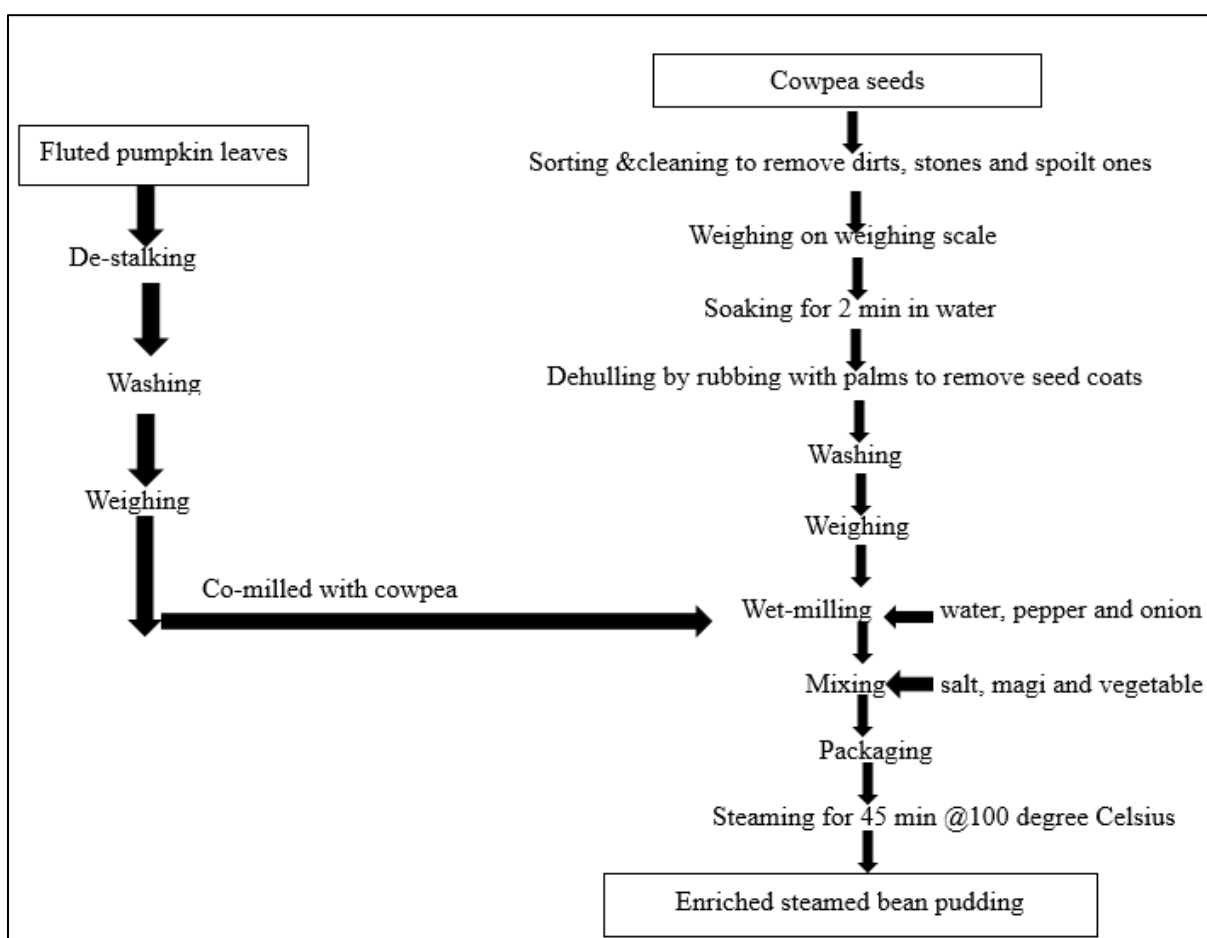 Cowpea seeds
Fluted pumpkin leaves
Sorting &cleaning to remove dirts, stones and spoilt ones
De-stalking
Weighing on weighing scale
Soaking for 2 min in water
Washing
Dehulling by rubbing with palms to remove seed coats
Washing
Weighing
Weighing
Co-milled with cowpea
Wet-milling
water, pepper and onion
Mixing
salt, magi and vegetable
Packaging
Steaming for 45 min @100 degree Celsius
Enriched steamed bean pudding